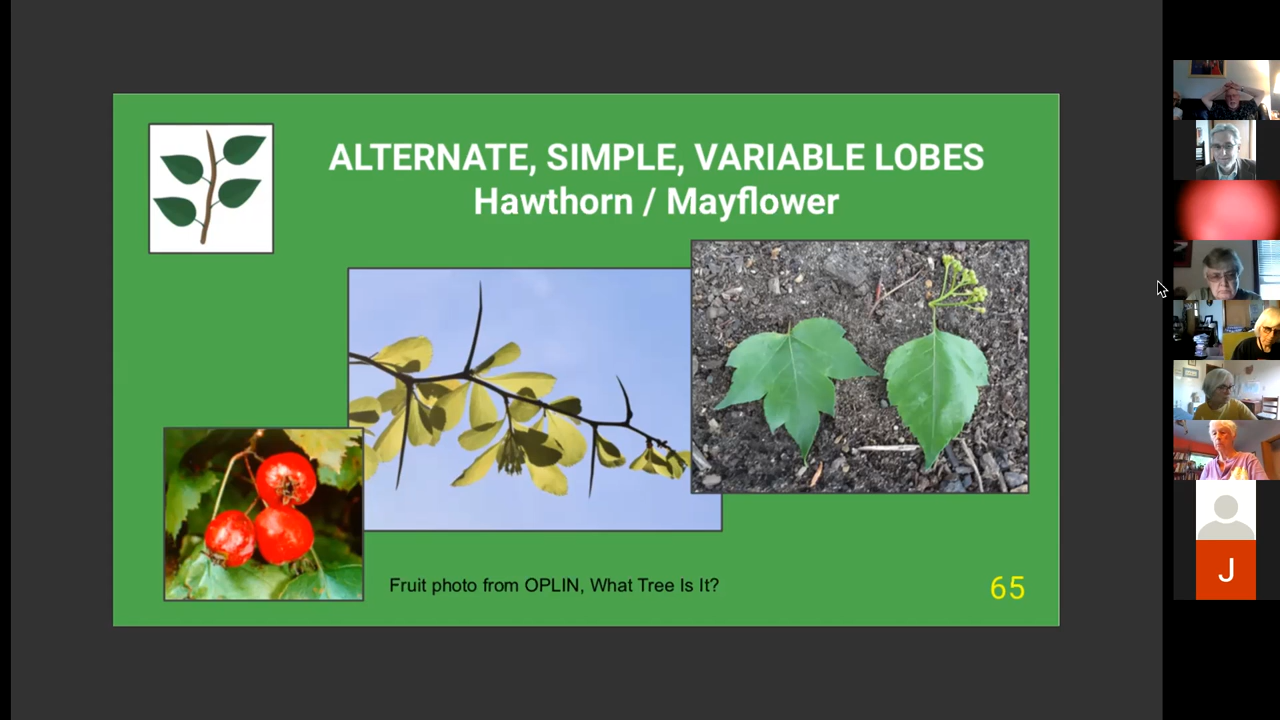 ALTERNATE, SIMPLE, VARIABLE LOBES
Hawthorn / Mayflower
Fruit photo from OPLIN, What Tree Is It?
65
J